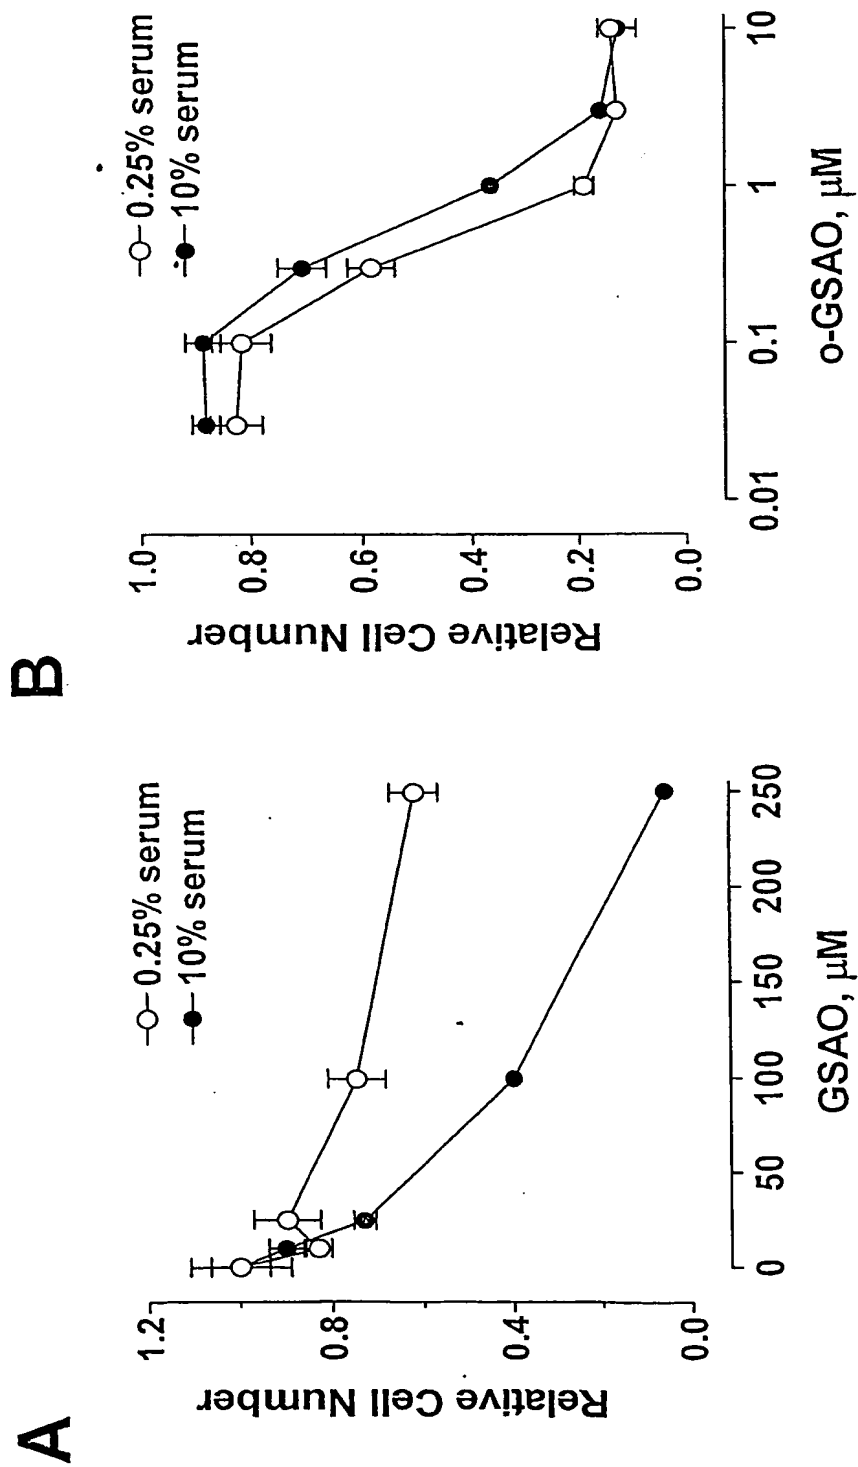 A
0.25% serum
10% serum
Relative Cell Number
1.2
0.8
0.4
0.0
0 50 100 150 200 250
GSAO, μM
B
0.25% serum
10% serum
Relative Cell Number
1.0
0.8
0.6
0.4
0.2
0.0
0.01 0.1 1 10
o-GSAO, μM